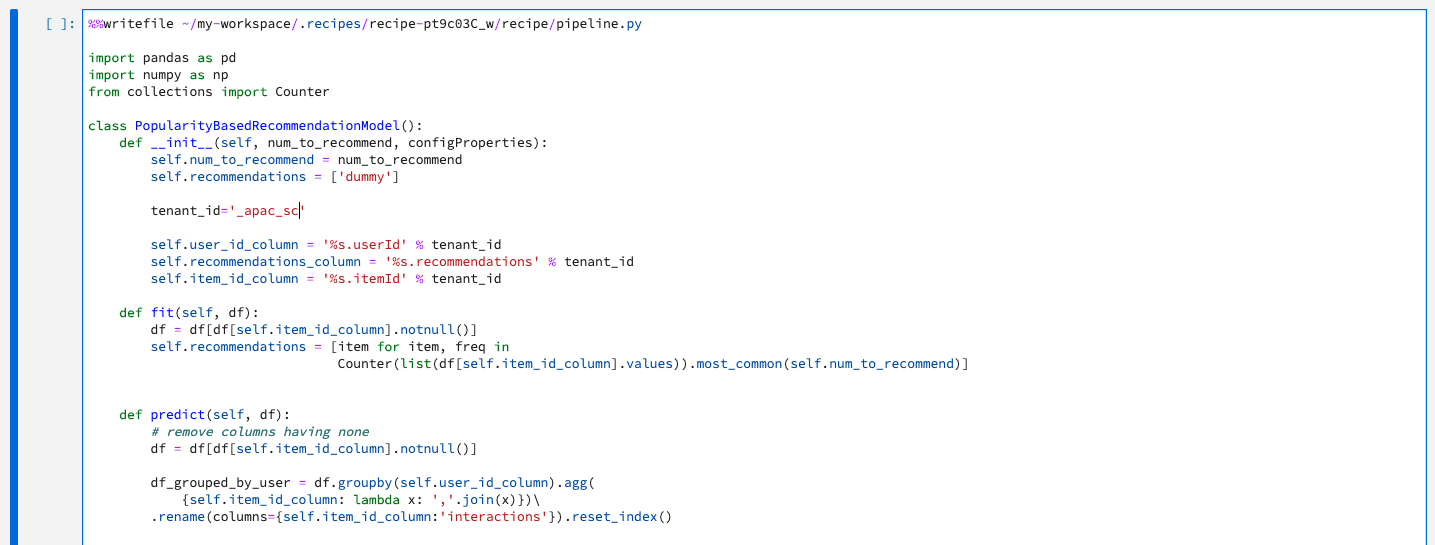 [ ]: %%writefile ~/my-workspace/.recipes/recipe-pt9c03C_w/recipe/pipeline.py
import pandas as pd
import numpy as np
from collections import Counter
class PopularityBasedRecommendationModel():
    def __init__(self, num_to_recommend, configProperties):
        self.num_to_recommend = num_to_recommend
        self.recommendations = ['dummy']
        tenant_id='_apac_sc'
        self.user_id_column = '%s.userId' % tenant_id
        self.recommendations_column = '%s.recommendations' % tenant_id
        self.item_id_column = '%s.itemId' % tenant_id
    def fit(self, df):
        df = df[df[self.item_id_column].notnull()]
        self.recommendations = [item for item, freq in
                                Counter(list(df[self.item_id_column].values)).most_common(self.num_to_recommend)]
    def predict(self, df):
        # remove columns having none
        df = df[df[self.item_id_column].notnull()]
        df_grouped_by_user = df.groupby(self.user_id_column).agg(
            {self.item_id_column: lambda x: ','.join(x)})\
        .rename(columns={self.item_id_column:'interactions'}).reset_index()